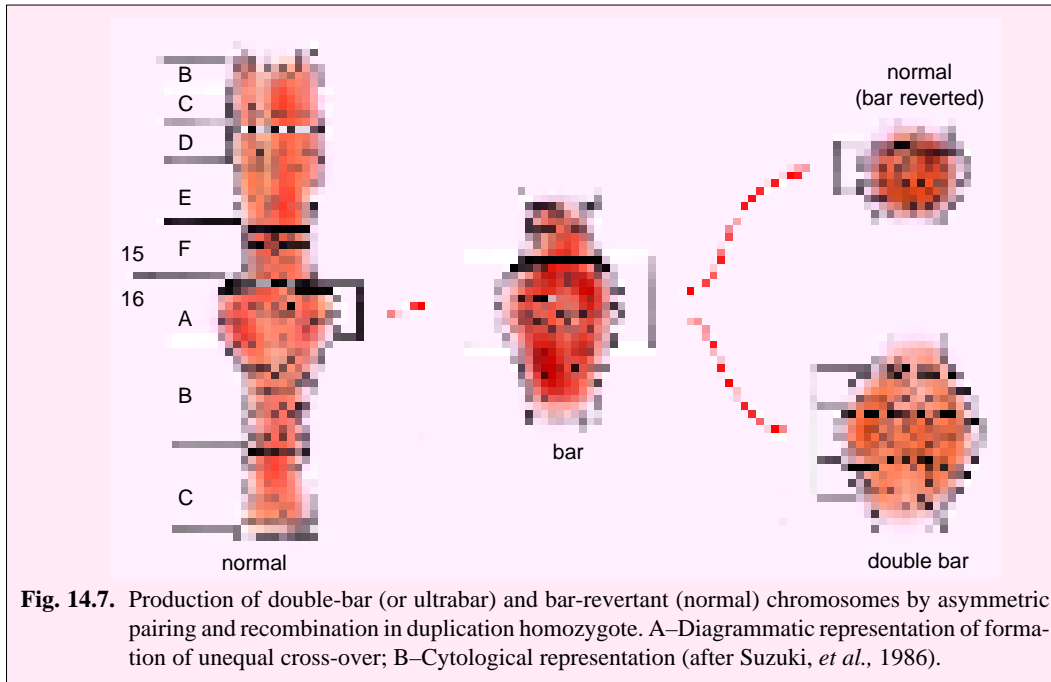 B
C
D
E
15
F
16
A
B
C
normal
bar
normal
(bar reverted)
double bar
Fig. 14.7. Production of double-bar (or ultrabar) and bar-revertant (normal) chromosomes by asymmetric
pairing and recombination in duplication homozygote. A–Diagrammatic representation of forma-
tion of unequal cross-over; B–Cytological representation (after Suzuki, et al., 1986).